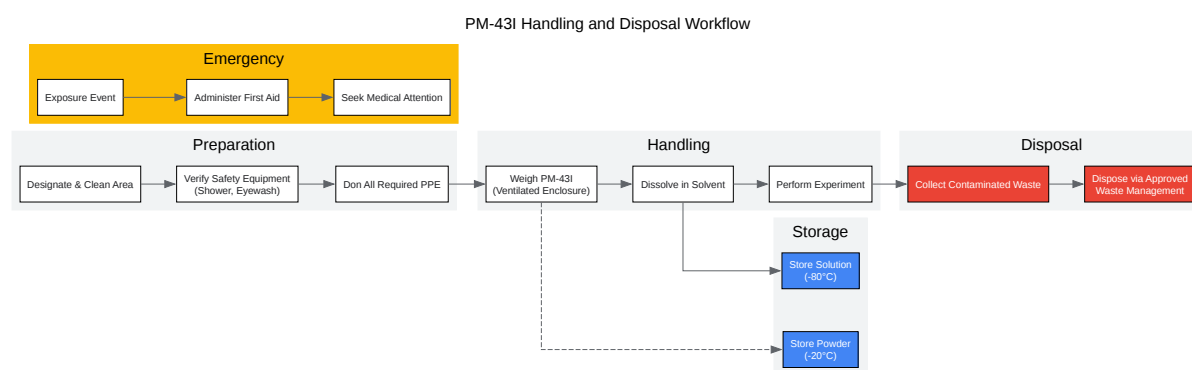 PM-43I Handling and Disposal Workflow
Emergency
Exposure Event
Administer First Aid
Seek Medical Attention
Preparation
Designate & Clean Area
Verify Safety Equipment
(Shower, Eyewash)
Don All Required PPE
Handling
Weigh PM-43I
(Ventilated Enclosure)
Dissolve in Solvent
Perform Experiment
Disposal
Collect Contaminated Waste
Dispose via Approved
Waste Management
Storage
Store Solution
(-80°C)
Store Powder
(-20°C)